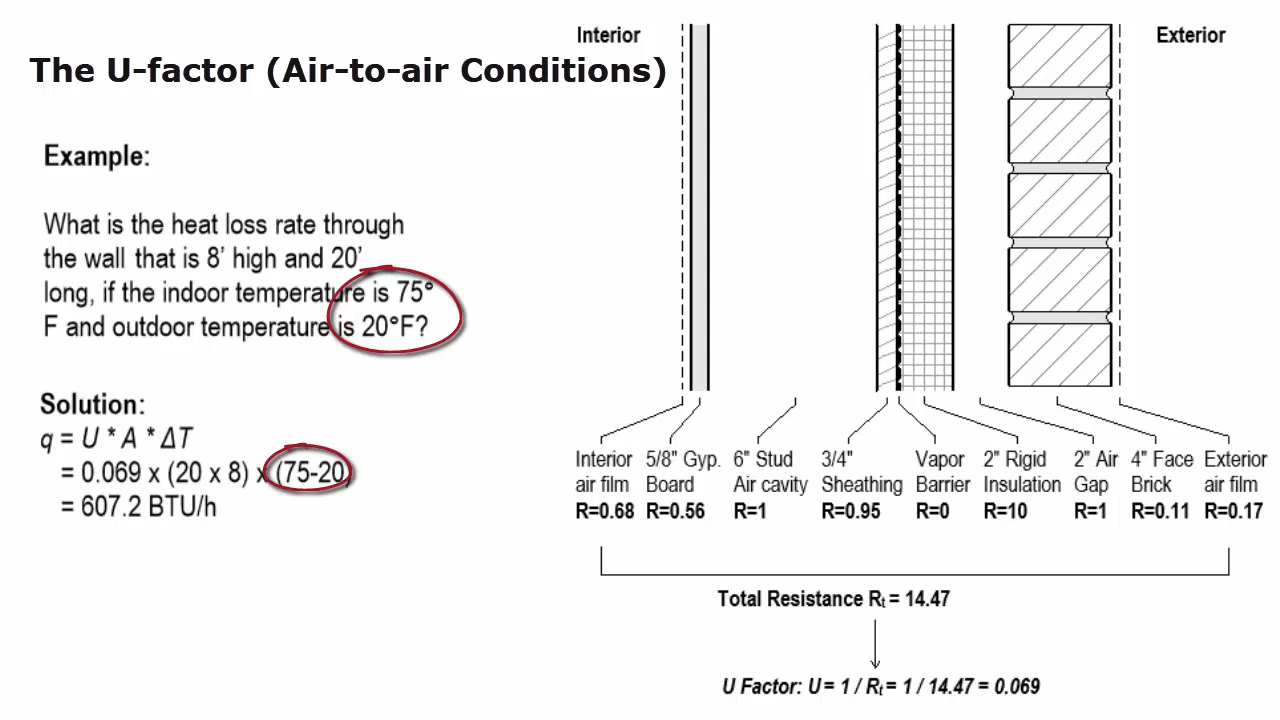 The U-factor (Air-to-air Conditions)
Example:
What is the heat loss rate through
the wall that is 8' high and 20'
long, if the indoor temperature is 75°
F and outdoor temperature is 20°F?
Solution:
q = U * A * ΔT
= 0.069 x (20 x 8) x (75-20)
= 607.2 BTU/h
Interior
Exterior
Interior
air film
R=0.68
5/8" Gyp.
Board
R=0.56
6" Stud
Air cavity
R=1
3/4"
Sheathing
R=0.95
Vapor
Barrier
R=0
2" Rigid
Insulation
R=10
2" Air
Gap
R=1
4" Face
Brick
R=0.11
Exterior
air film
R=0.17
Total Resistance Rt = 14.47
U Factor: U = 1 / Rt = 1 / 14.47 = 0.069